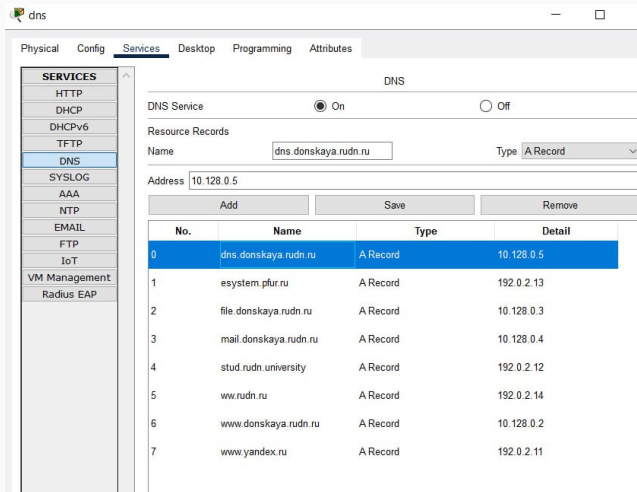 dns
Physical Config Services Desktop Programming Attributes
SERVICES
HTTP
DHCP
DHCPv6
TFTP
DNS
SYSLOG
AAA
NTP
EMAIL
FTP
IoT
VM Management
Radius EAP
DNS
DNS Service On Off
Resource Records
Name dns.donskaya.rudn.ru Type A Record
Address 10.128.0.5
Add Save Remove
No. Name Type Detail
0 dns.donskaya.rudn.ru A Record 10.128.0.5
1 esystem.pfur.ru A Record 192.0.2.13
2 file.donskaya.rudn.ru A Record 10.128.0.3
3 mail.donskaya.rudn.ru A Record 10.128.0.4
4 stud.rudn.university A Record 192.0.2.12
5 ww.rudn.ru A Record 192.0.2.14
6 www.donskaya.rudn.ru A Record 10.128.0.2
7 www.yandex.ru A Record 192.0.2.11